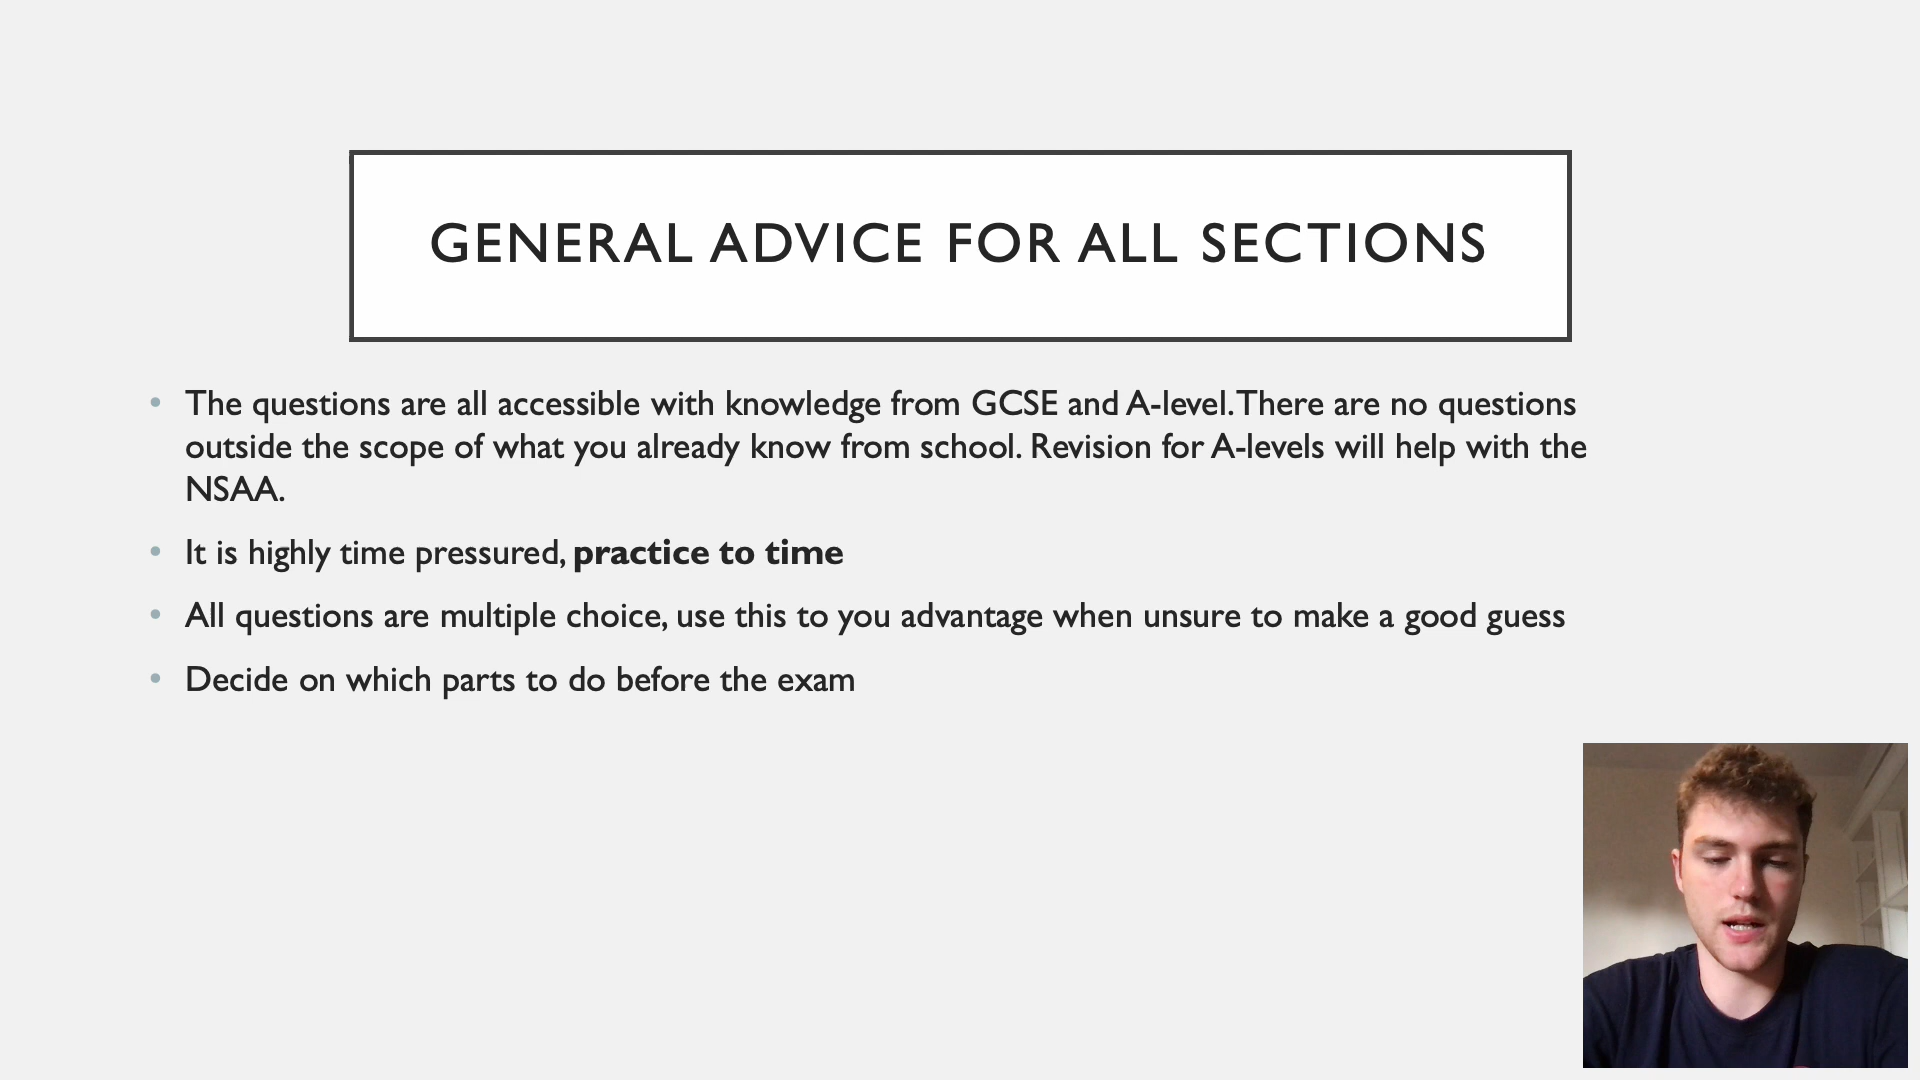 GENERAL ADVICE FOR ALL SECTIONS
• The questions are all accessible with knowledge from GCSE and A-level. There are no questions
outside the scope of what you already know from school. Revision for A-levels will help with the
NSAA.
• It is highly time pressured, practice to time
• All questions are multiple choice, use this to you advantage when unsure to make a good guess
• Decide on which parts to do before the exam